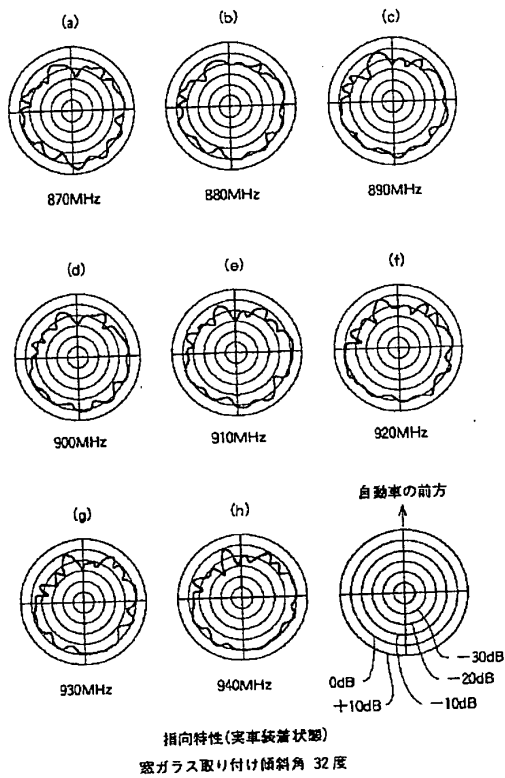 (a)
(b)
(c)
870MHz
880MHz
890MHz
(d)
(e)
(f)
900MHz
910MHz
920MHz
(g)
(h)
自動車の前方
930MHz
940MHz
0dB
+10dB
-10dB
-20dB
-30dB
指向特性(実車装着状態)
窓ガラス取り付け傾斜角 32度